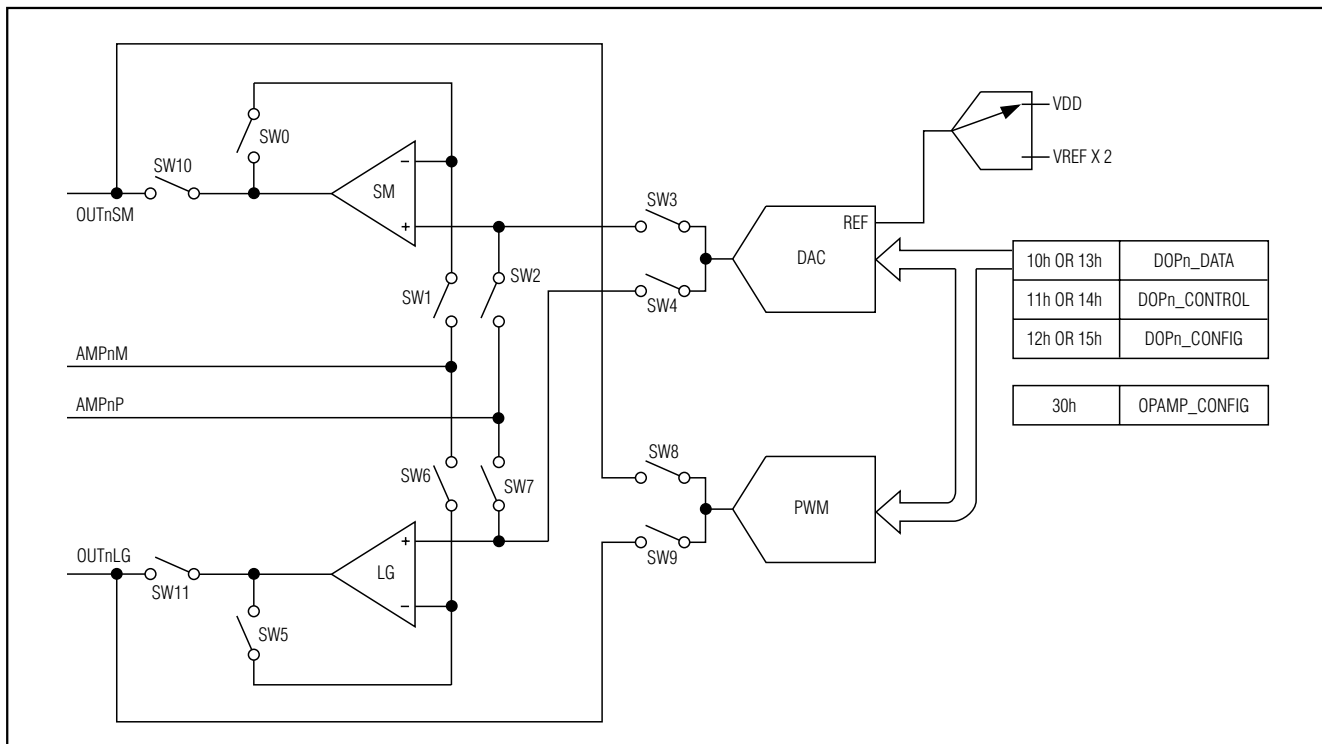 VDD
VREF X 2
SW0
SW10
OUTnSM
SM
−
+
SW3
SW4
REF
DAC
10h OR 13h DOPn_DATA
11h OR 14h DOPn_CONTROL
12h OR 15h DOPn_CONFIG
SW1
SW2
AMPnM
AMPnP
30h OPAMP_CONFIG
SW6
SW7
SW8
SW9
PWM
OUTnLG
SW11
LG
+
−
SW5